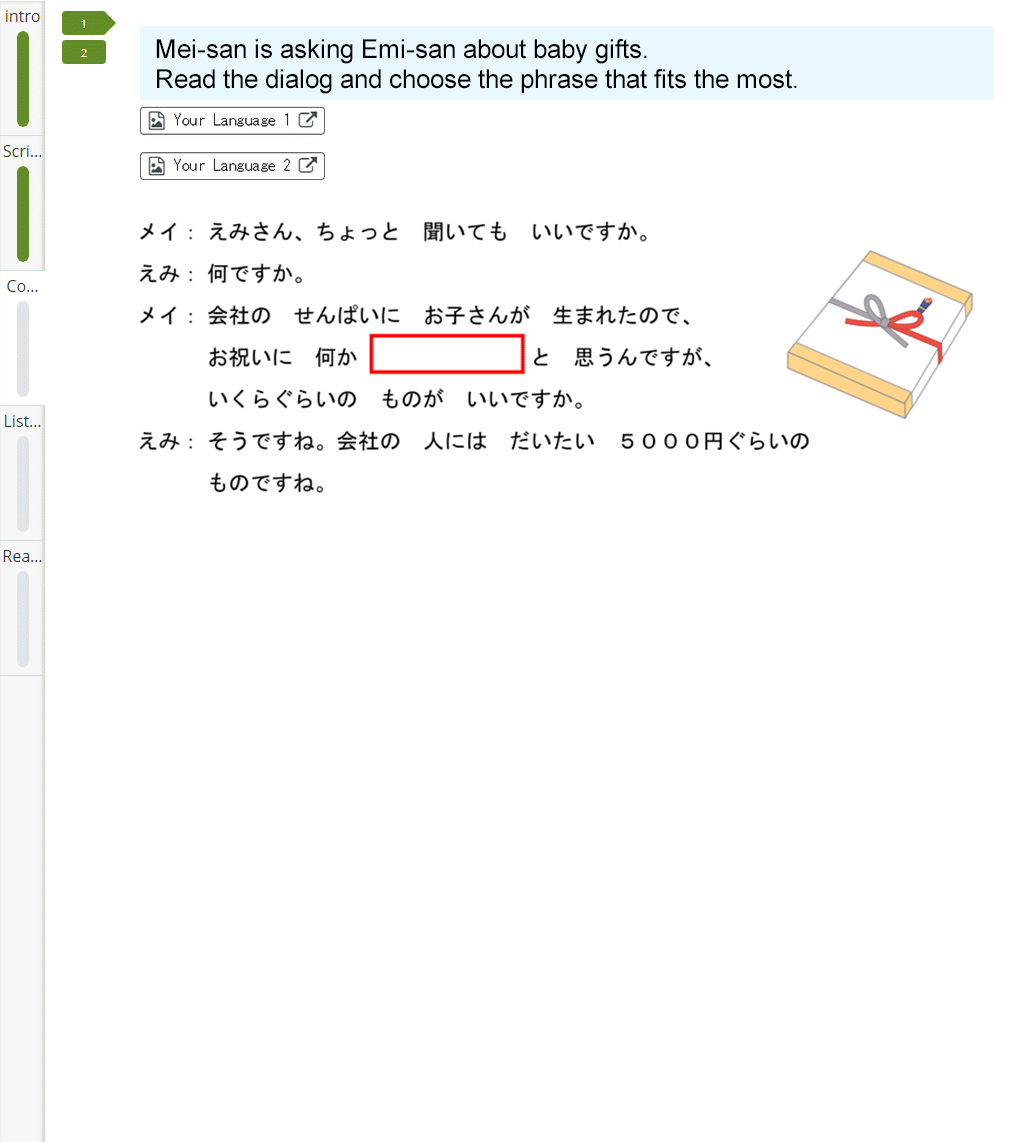 intro
1
2
Mei-san is asking Emi-san about baby gifts.
Read the dialog and choose the phrase that fits the most.
Your Language 1
Scri...
Your Language 2
メイ： えみさん、ちょっと　聞いても　いいですか。
えみ： 何ですか。
Co...
メイ： 会社の　せんぱいに　お子さんが　生まれたので、
お祝いに　何か　　　　と　思うんですが、
いくらぐらいの　ものが　いいですか。
List...
えみ： そうですね。会社の　人には　だいたい　５０００円ぐらいの
ものですね。
Rea...